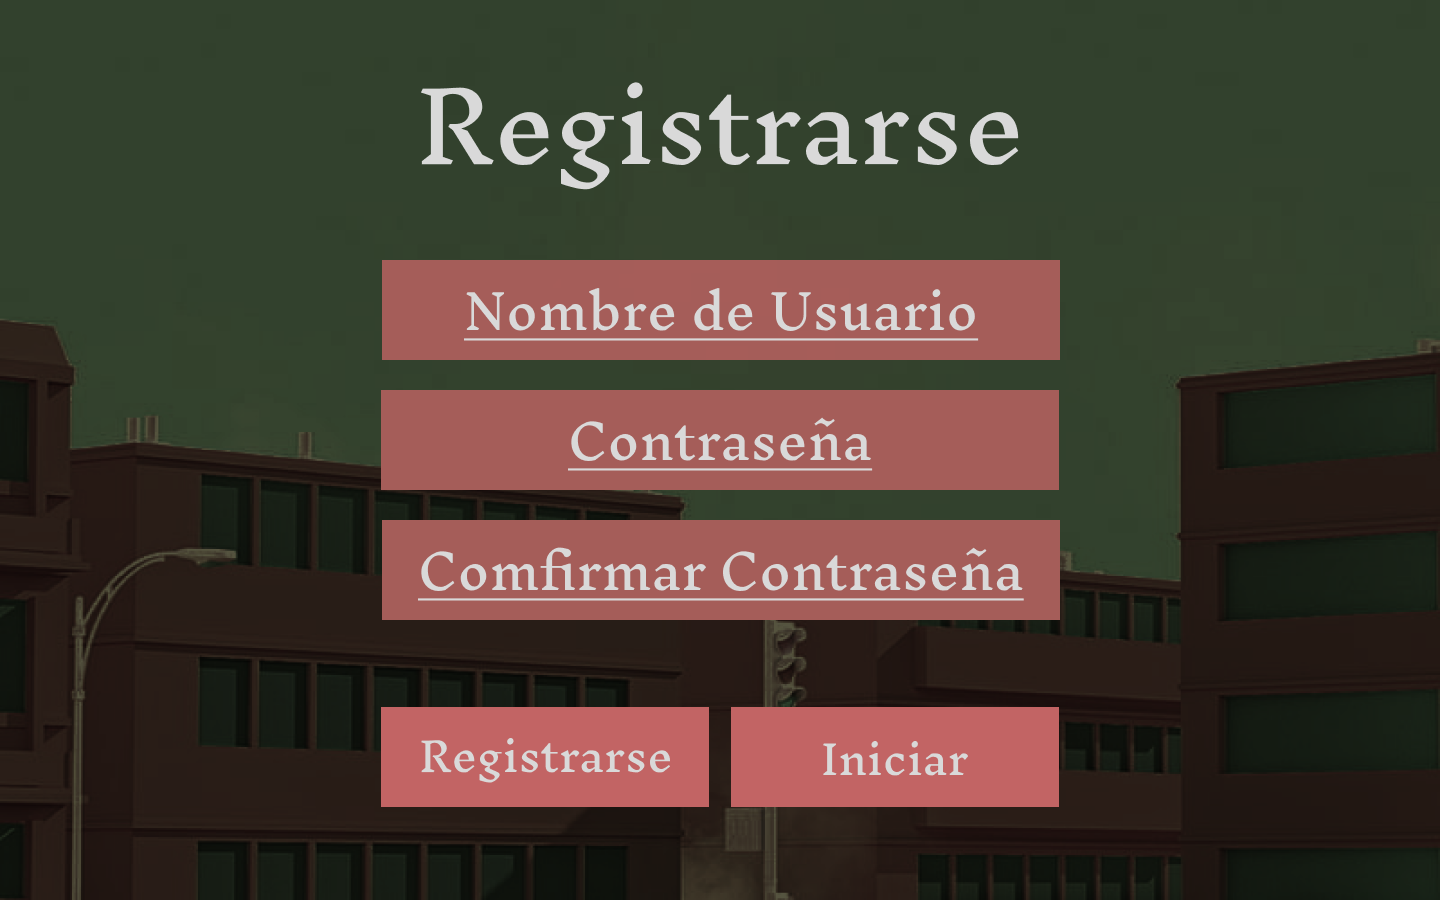 Registrarse
Nombre de Usuario
Contraseña
Comfirmar Contraseña
Registrarse
Iniciar